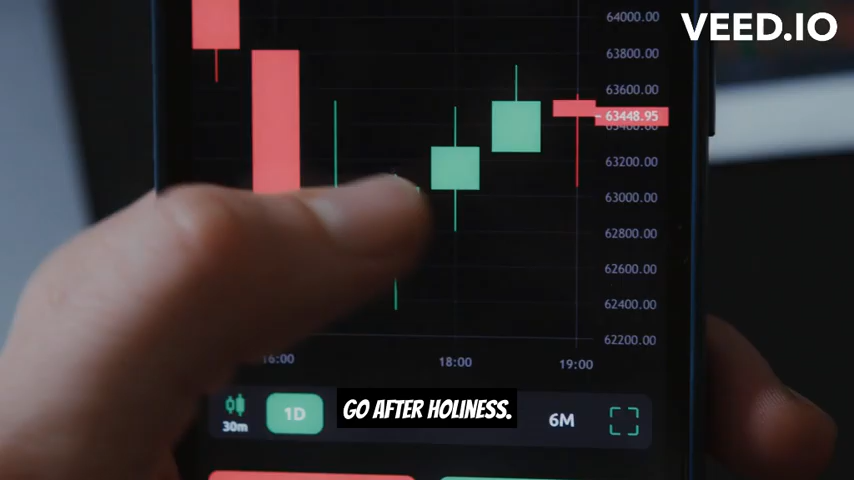 VEED.IO
64000.00
63800.00
63600.00
63448.95
63400.00
63200.00
63000.00
62800.00
62600.00
62400.00
62200.00
18:00
19:00
30m
1D
GO AFTER HOLINESS.
6M